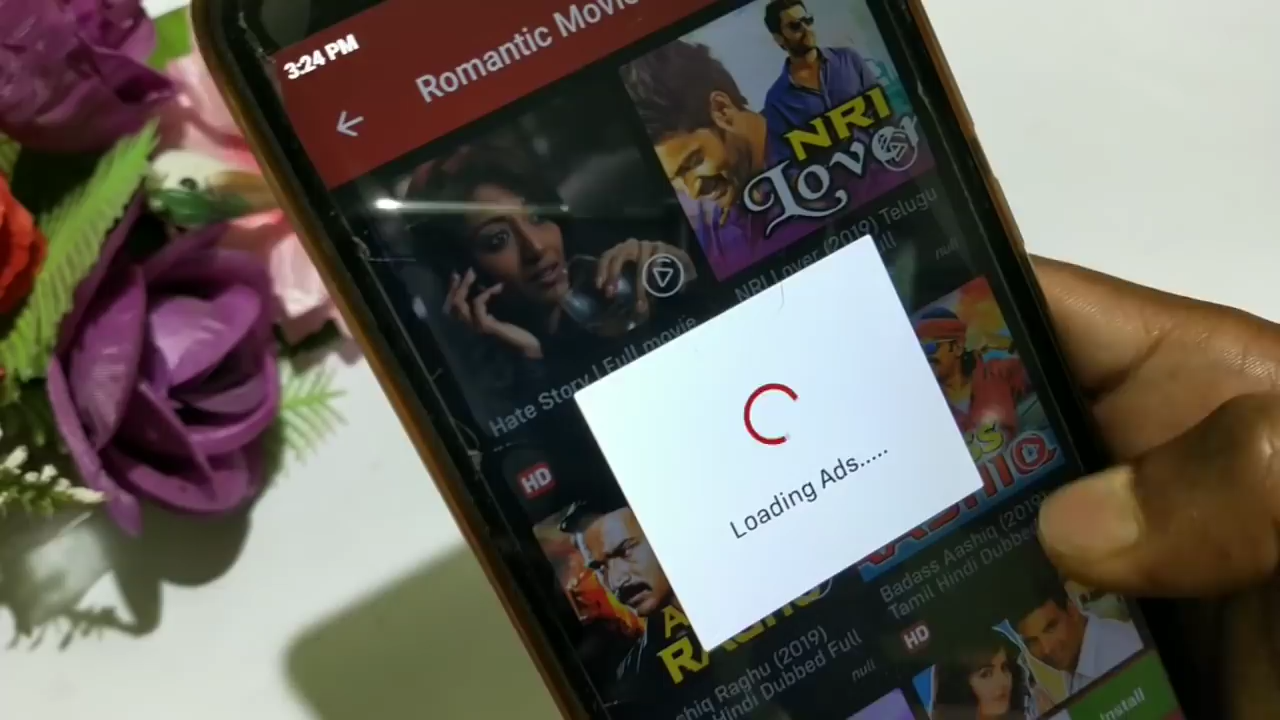 3:24 PM
Romantic Movie
NRI
Lover
NRI Lover (2019) Telugu
null
Hate Story | Full movie
HD
Loading Ads.....
Badass Aashiq (2019)
Tamil Hindi Dubbed
HD
Raghu (2019)
Hindi Dubbed Full
null
Install